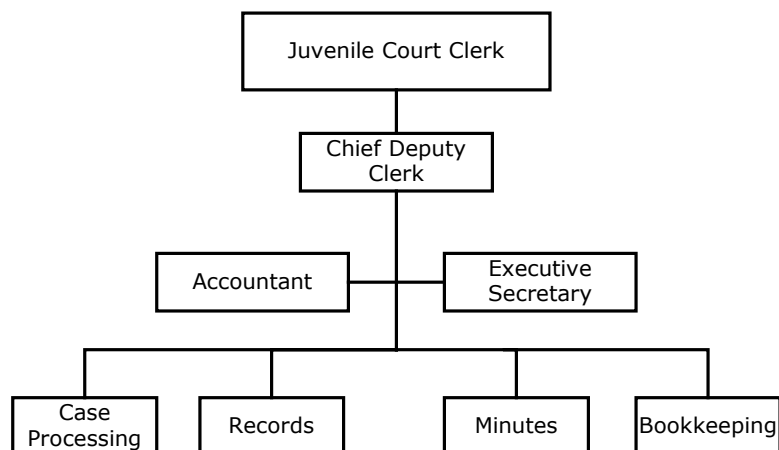 Juvenile Court Clerk
Chief Deputy
Clerk
Accountant
Executive
Secretary
Case
Processing
Records
Minutes
Bookkeeping